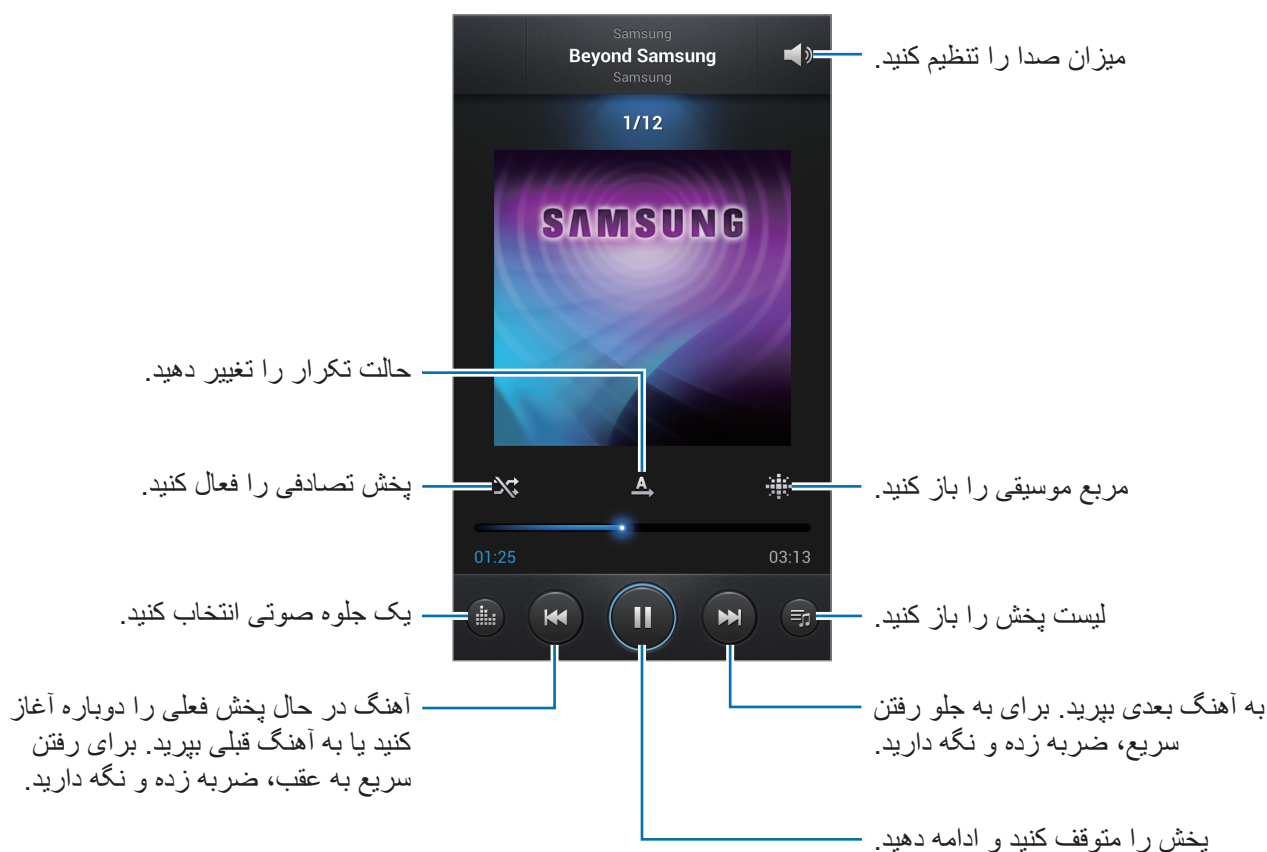 Samsung
Beyond Samsung
Samsung
میزان صدا را تنظیم کنید.
1/12
SAMSUNG
حالت تکرار را تغییر دهید.
A
مربع موسیقی را باز کنید.
پخش تصادفی را فعال کنید.
01:25
03:13
لیست پخش را باز کنید.
یک جلوه صوتی انتخاب کنید.
به آهنگ بعدی بپرید. برای به جلو رفتن
سریع، ضربه زده و نگه دارید.
آهنگ در حال پخش فعلی را دوباره آغاز
کنید یا به آهنگ قبلی بپرید. برای رفتن
سریع به عقب، ضربه زده و نگه دارید.
پخش را متوقف کنید و ادامه دهید.